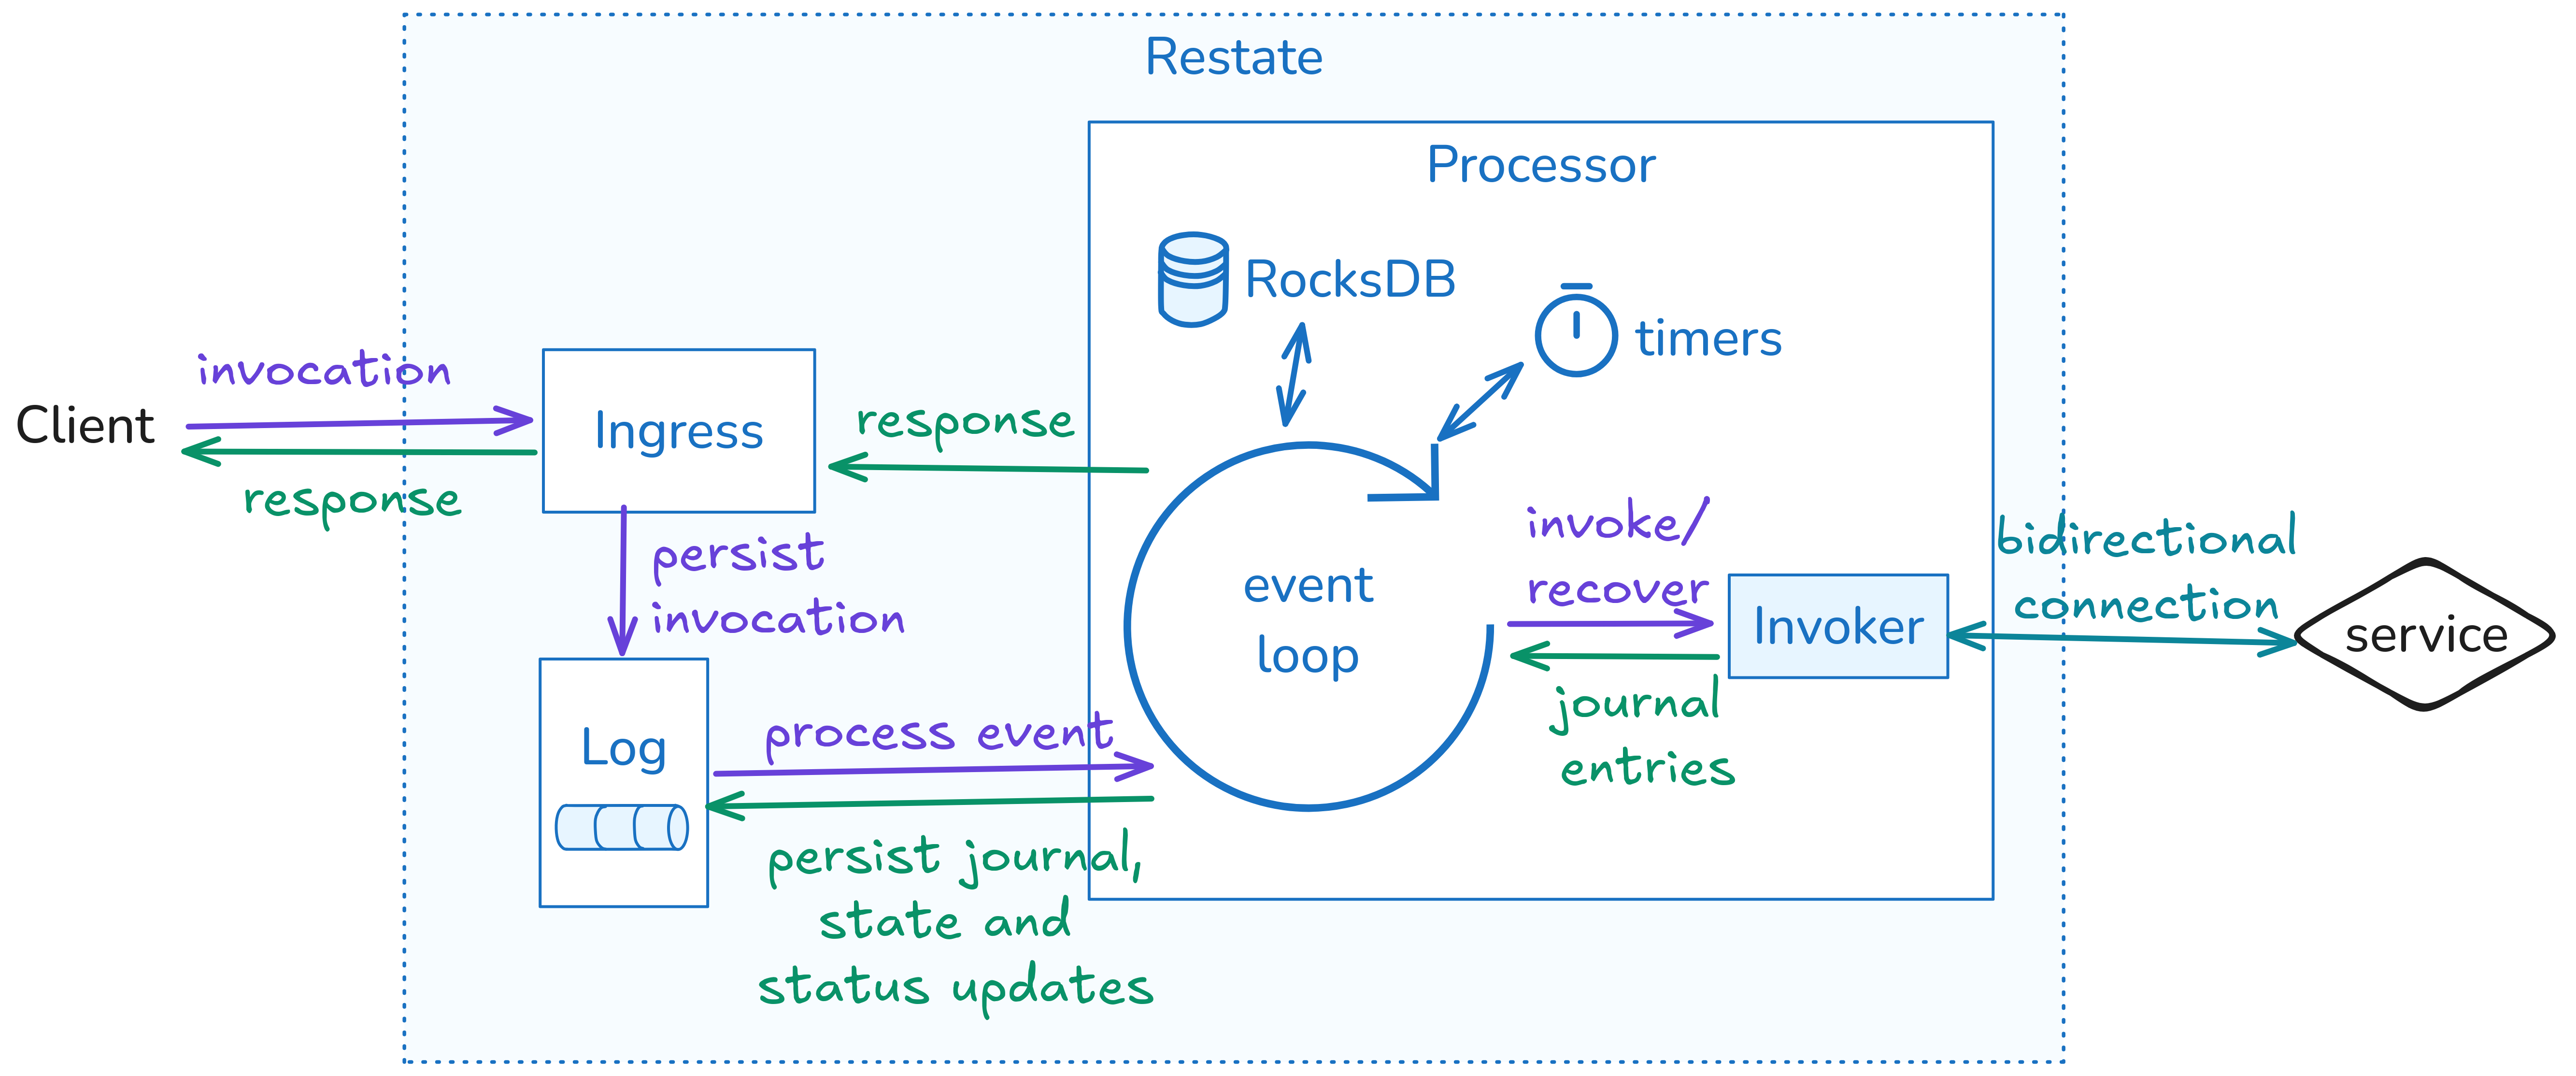 Restate
Processor
RocksDB
timers
invocation
Client
Ingress
response
response
persist
invocation
event
loop
invoke/
recover
Invoker
bidirectional
connection
service
journal
entries
Log
process event
persist journal,
state and
status updates